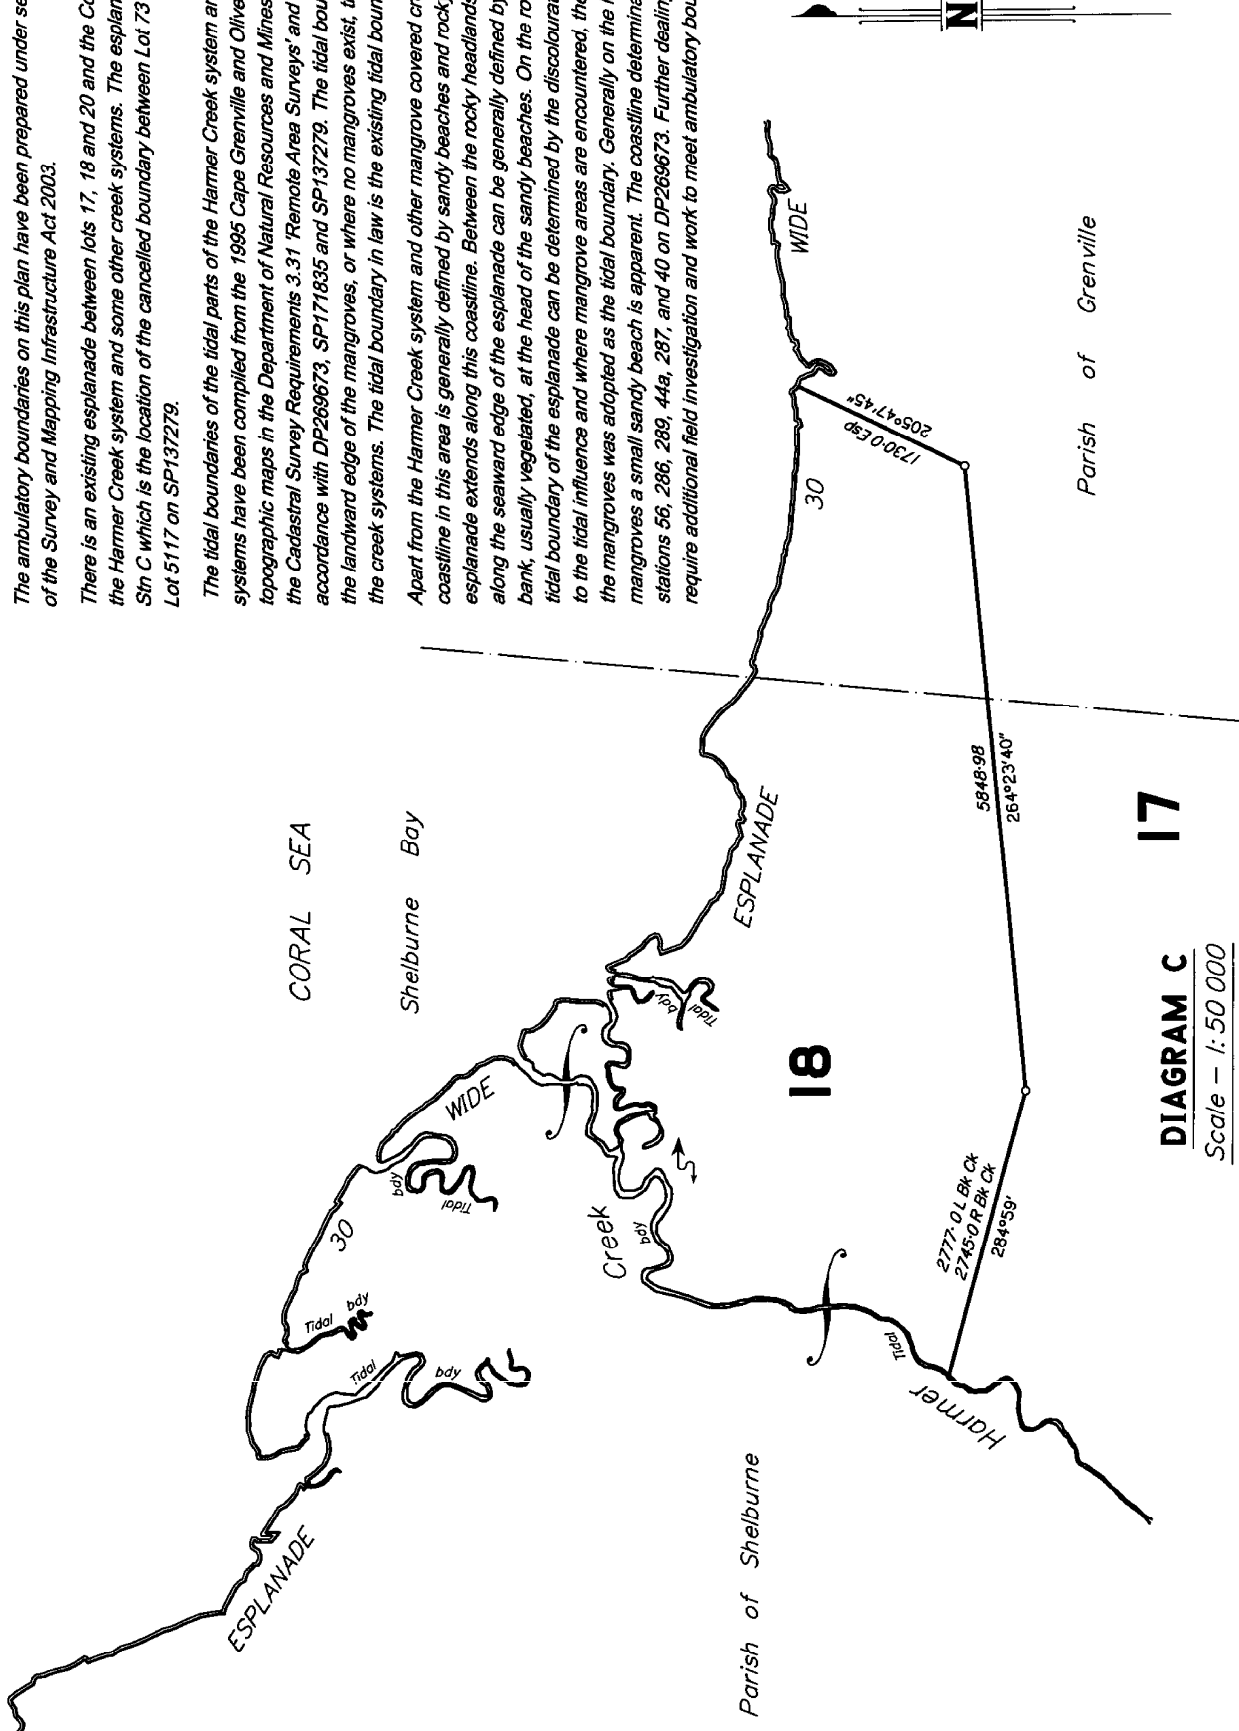 The ambulatory boundaries on this plan have been prepared under se
of the Survey and Mapping Infrastructure Act 2003.
There is an existing esplanade between lots 17, 18 and 20 and the Co
the Harmer Creek system and some other creek systems. The esplan
Stn C which is the location of the cancelled boundary between Lot 73
Lot 5117 on SP137279.
The tidal boundaries of the tidal parts of the Harmer Creek system an
systems have been compiled from the 1995 Cape Grenville and Olive
topographic maps in the Department of Natural Resources and Mines
the Cadastral Survey Requirements 3.31 'Remote Area Surveys' and
accordance with DP269673, SP171835 and SP137279. The tidal bou
the landward edge of the mangroves, or where no mangroves exist, t
the creek systems. The tidal boundary in law is the existing tidal boun
Apart from the Harmer Creek system and other mangrove covered cr
coastline in this area is generally defined by sandy beaches and rock
esplanade extends along this coastline. Between the rocky headlands
along the seaward edge of the esplanade can be generally defined by
bank, usually vegetated, at the head of the sandy beaches. On the ro
tidal boundary of the esplanade can be determined by the discolourat
to the tidal influence and where mangrove areas are encountered, the
the mangroves was adopted as the tidal boundary. Generally on the
mangroves a small sandy beach is apparent. The coastline determina
stations 56, 286, 289, 44a, 287, and 40 on DP269673. Further dealin
require additional field investigation and work to meet ambulatory bou
N
CORAL SEA
Shelburne Bay
ESPLANADE
30
WIDE
Tidal
bdy
Tidal
bdy
bdy
Tidal
Creek
bdy
Tidal
Harmer
bdy
Tidal
ESPLANADE
30
WIDE
1730·0 Esp
205°47'45"
5848·98
264°23'40"
2777·0 L Bk Ck
2745·0 R Bk Ck
284°59'
18
17
Parish of Shelburne
Parish of Grenville
DIAGRAM C
Scale – 1:50 000